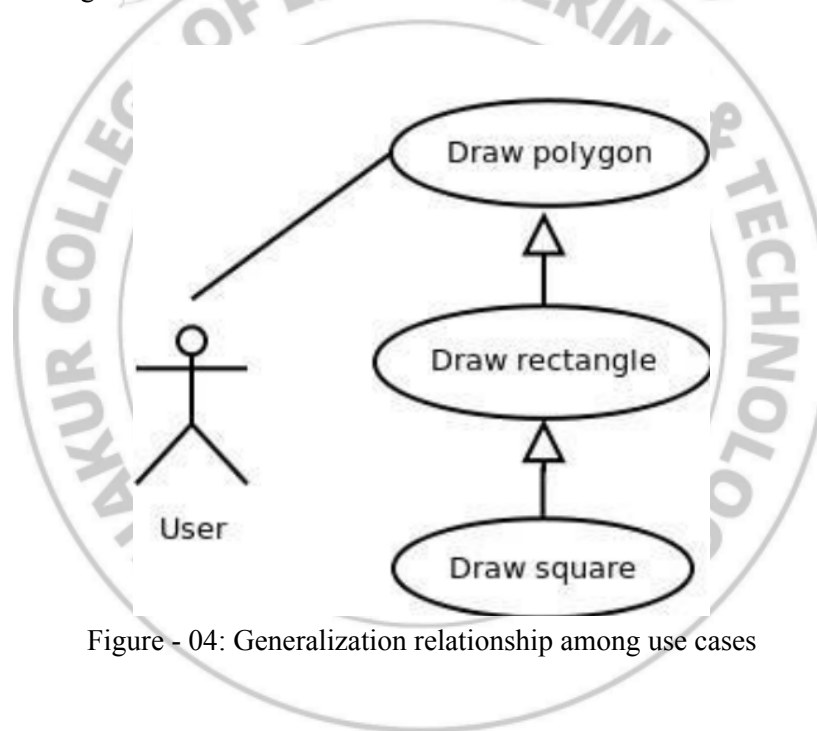 Draw polygon
Draw rectangle
User
Draw square
Figure - 04: Generalization relationship among use cases